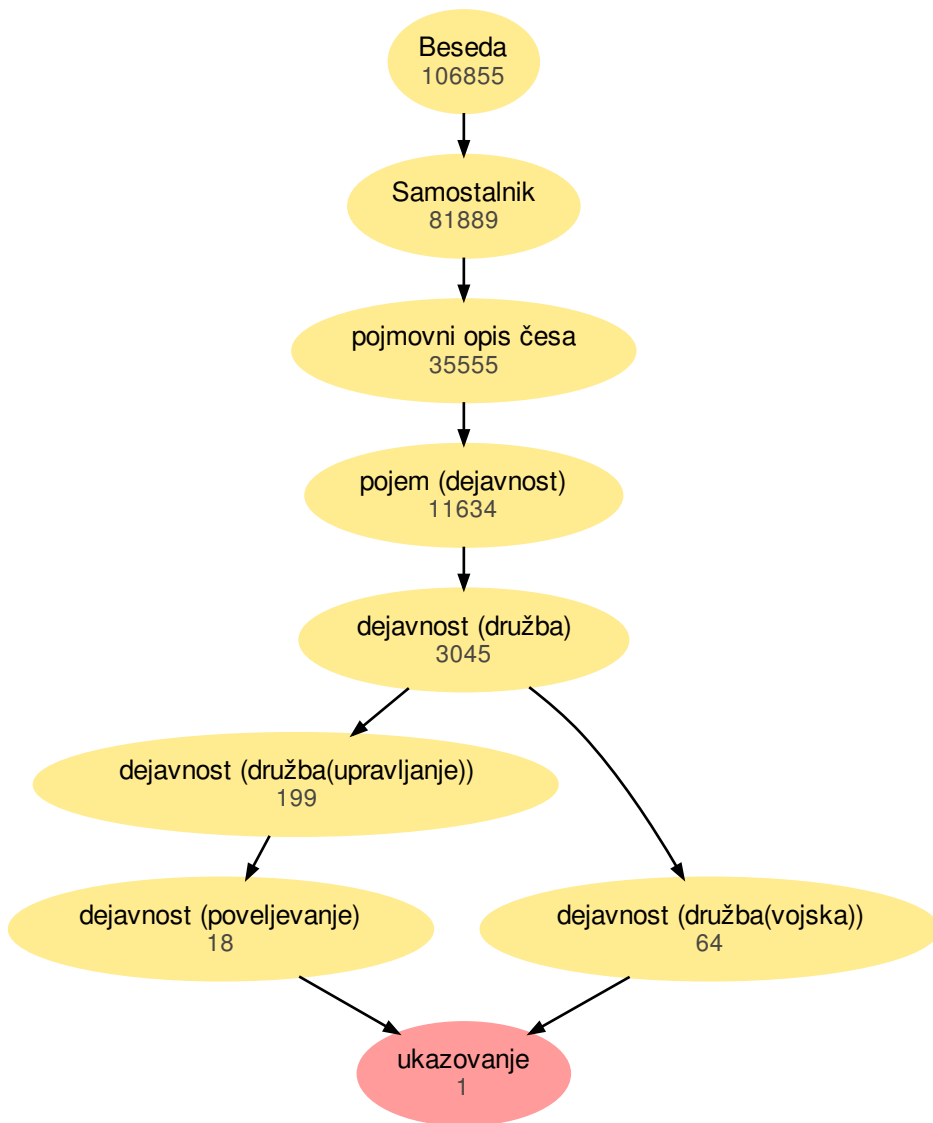 Beseda
106855
Samostalnik
81889
pojmovni opis česa
35555
pojem (dejavnost)
11634
dejavnost (družba)
3045
dejavnost (družba(upravljanje))
199
dejavnost (poveljevanje)
18
dejavnost (družba(vojska))
64
ukazovanje
1